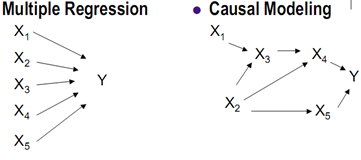 Multiple Regression
X1
X2
X3
X4
X5
Y
• Causal Modeling
X1
X3
X4
Y
X2
X5